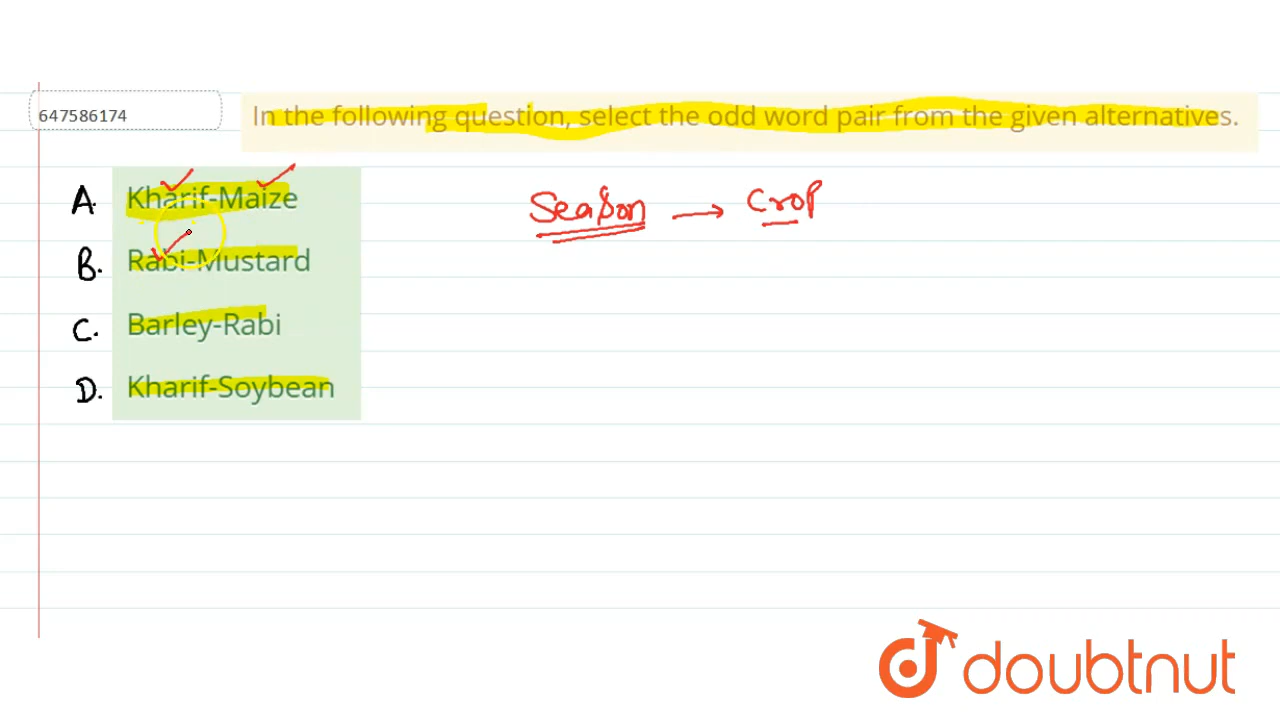 647586174
In the following question, select the odd word pair from the given alternatives.
A. Kharif-Maize
Season → Crop
B. Rabi-Mustard
C. Barley-Rabi
D. Kharif-Soybean
doubtnut